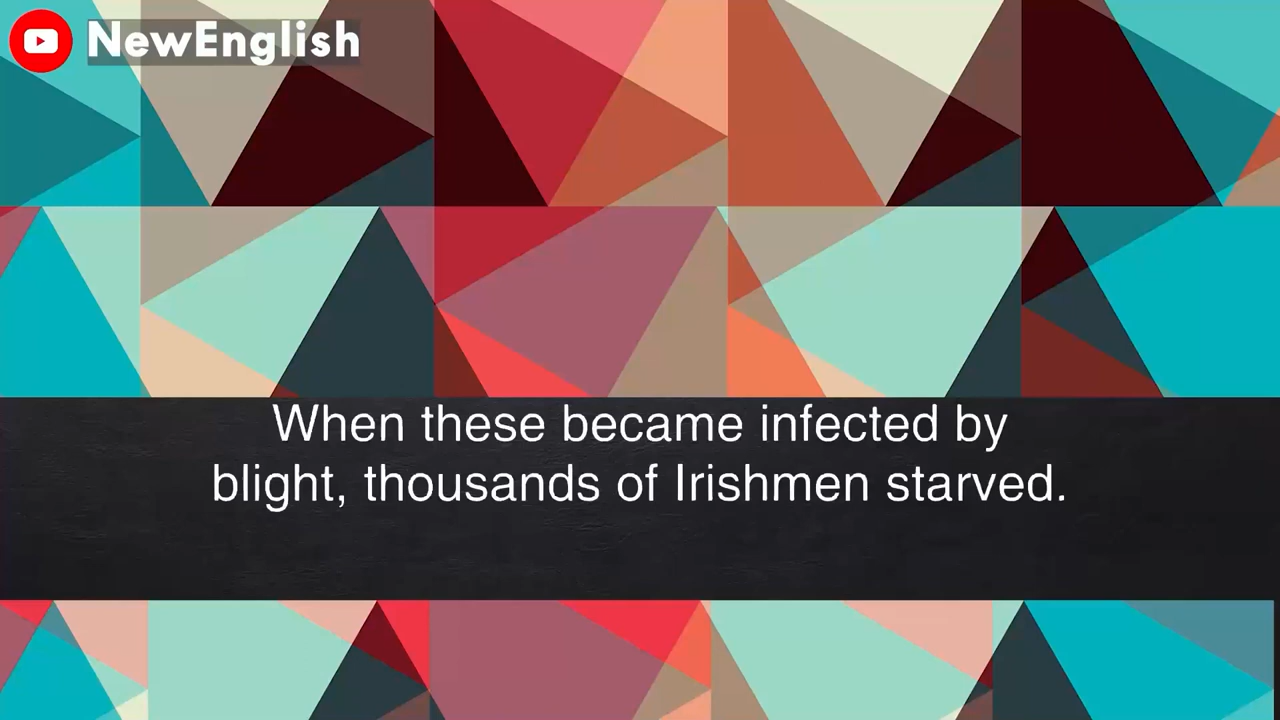 NewEnglish
When these became infected by
blight, thousands of Irishmen starved.